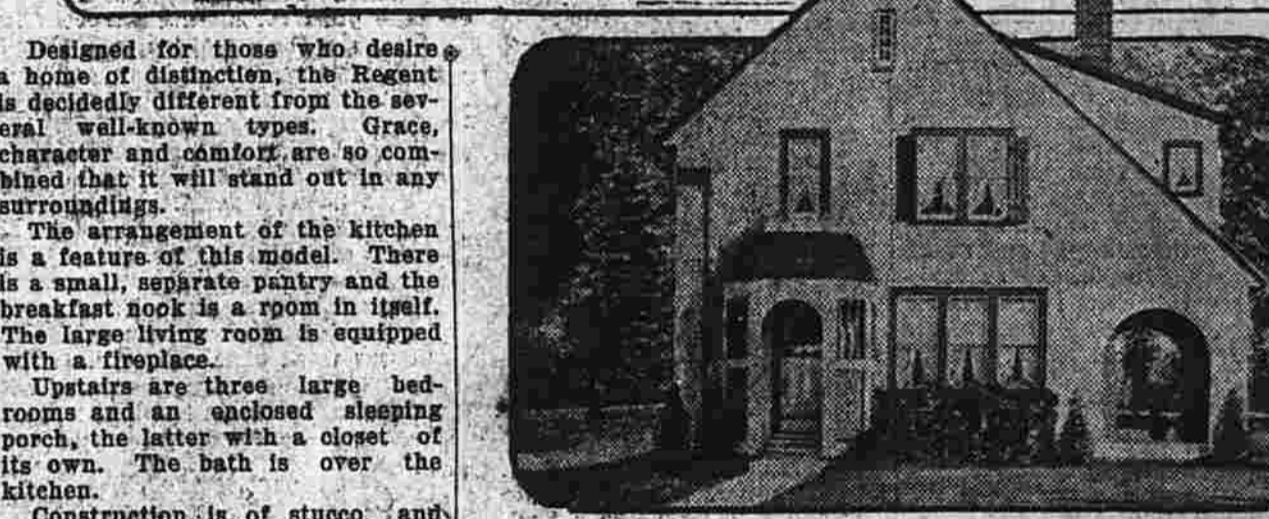 Designed for those who desire
a home of distinction, the Regent
is decidedly different from the sev-
eral well-known types. Grace,
character and comfort are so com-
bined that it will stand out in any
surroundings.
The arrangement of the kitchen
is a feature of this model. There
is a small, separate pantry and the
breakfast nook is a room in itself.
The large living room is equipped
with a fireplace.
Upstairs are three large bed-
rooms and an enclosed sleeping
porch, the latter with a closet of
its own. The bath is over the
kitchen.
Construction is of stucco and